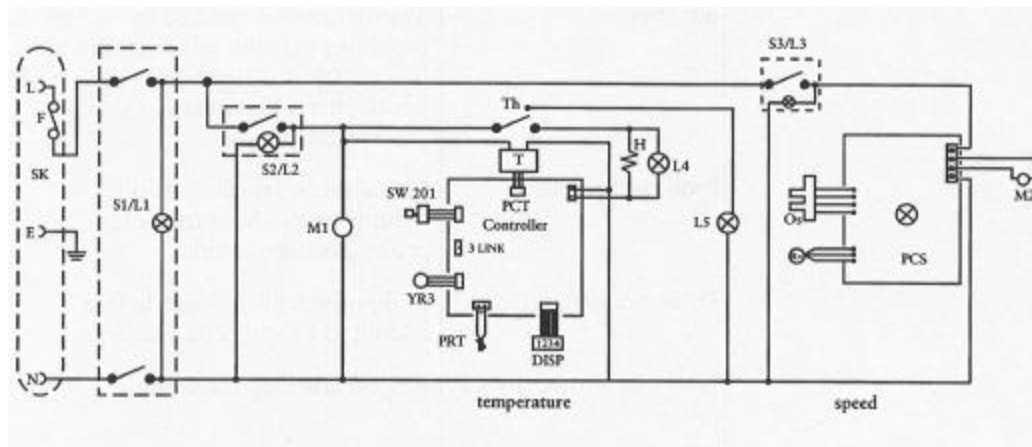 S3/L3
L
Th
F
H
L4
T
S2/L2
SK
SW 201
PCT
S1/L1
Controller
M2
M1
L5
E
3 LINK
PCS
YR3
PRT
1234
DISP
N
temperature
speed